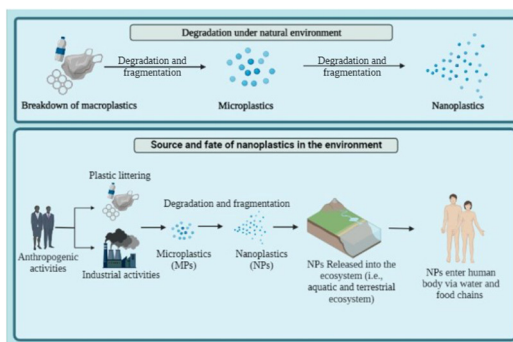 Degradation under natural environment
Degradation and
fragmentation
Degradation and
fragmentation
Breakdown of macroplastics
Microplastics
Nanoplastics
Source and fate of nanoplastics in the environment
Plastic littering
Degradation and fragmentation
Anthropogenic
activities
Industrial activities
Microplastics
(MPs)
Nanoplastics
(NPs)
NPs Released into the
ecosystem (i.e.,
aquatic and terrestrial
ecosystem)
NPs enter human
body via water and
food chains